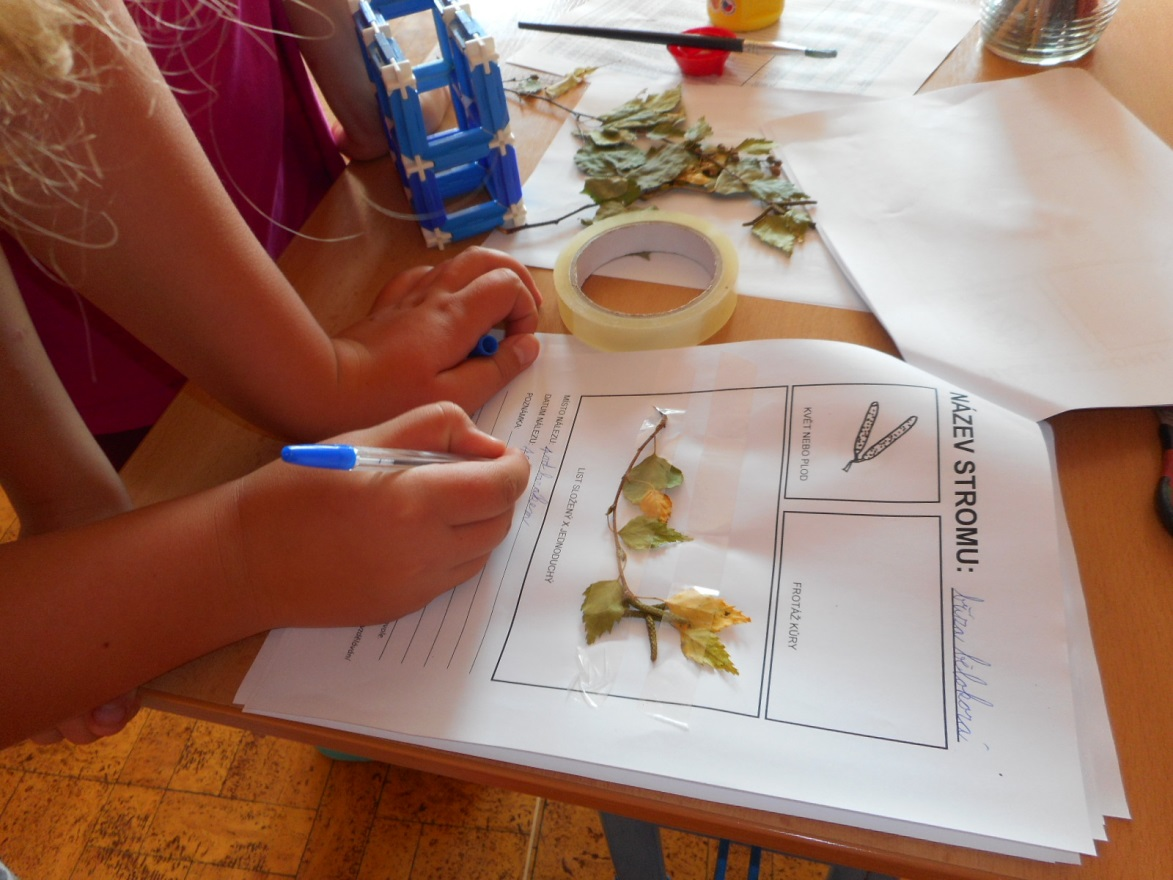 NÁZEV STROMU: bříza bělokorá
KVĚT NEBO PLOD
FROTÁŽ KŮRY
LIST SLOŽENÝ X JEDNODUCHÝ
MÍSTO NÁLEZU:
DATUM NÁLEZU:
POZNÁMKA